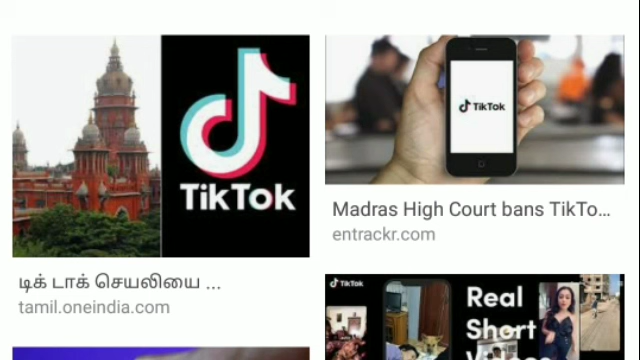 TikTok
டிக் டாக் செயலியை ...
tamil.oneindia.com
TikTok
Madras High Court bans TikTo...
entrackr.com
TikTok
Real
Short